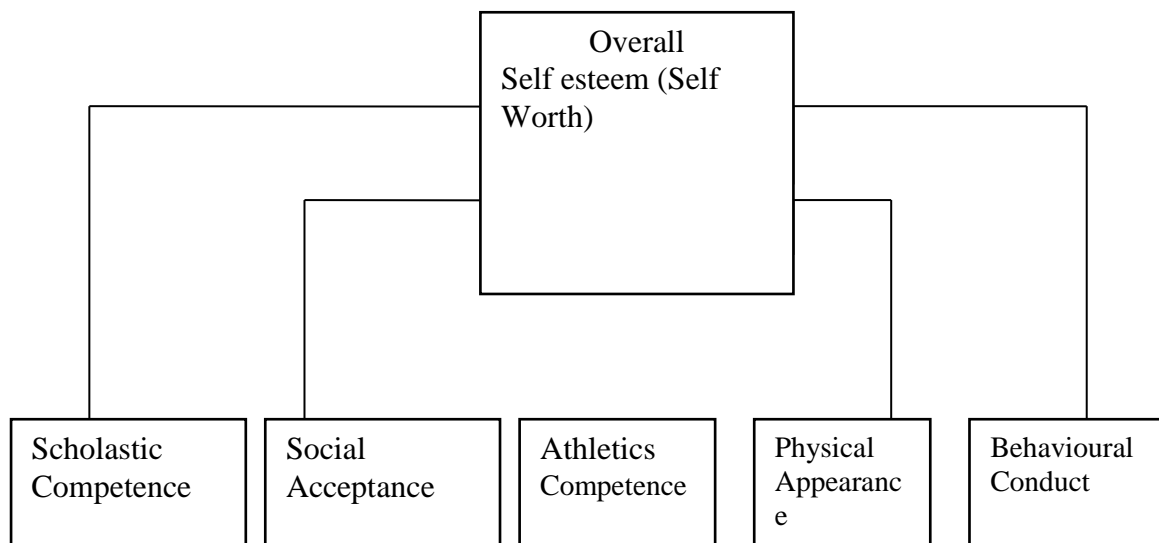 Overall
Self esteem (Self
Worth)
Scholastic
Competence
Social
Acceptance
Athletics
Competence
Physical
Appearanc
e
Behavioural
Conduct